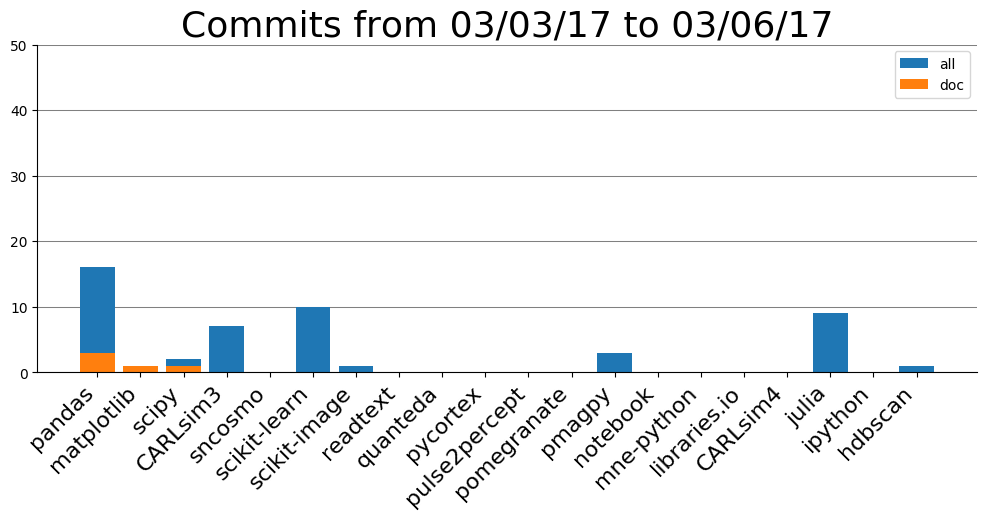 Commits from 03/03/17 to 03/06/17
50
40
30
20
10
0
all
doc
pandas
matplotlib
scipy
CARLsim3
sncosmo
scikit-learn
scikit-image
readtext
quanteda
pycortex
pulse2percept
pomegranate
pmagpy
notebook
mne-python
libraries.io
CARLsim4
julia
ipython
hdbscan